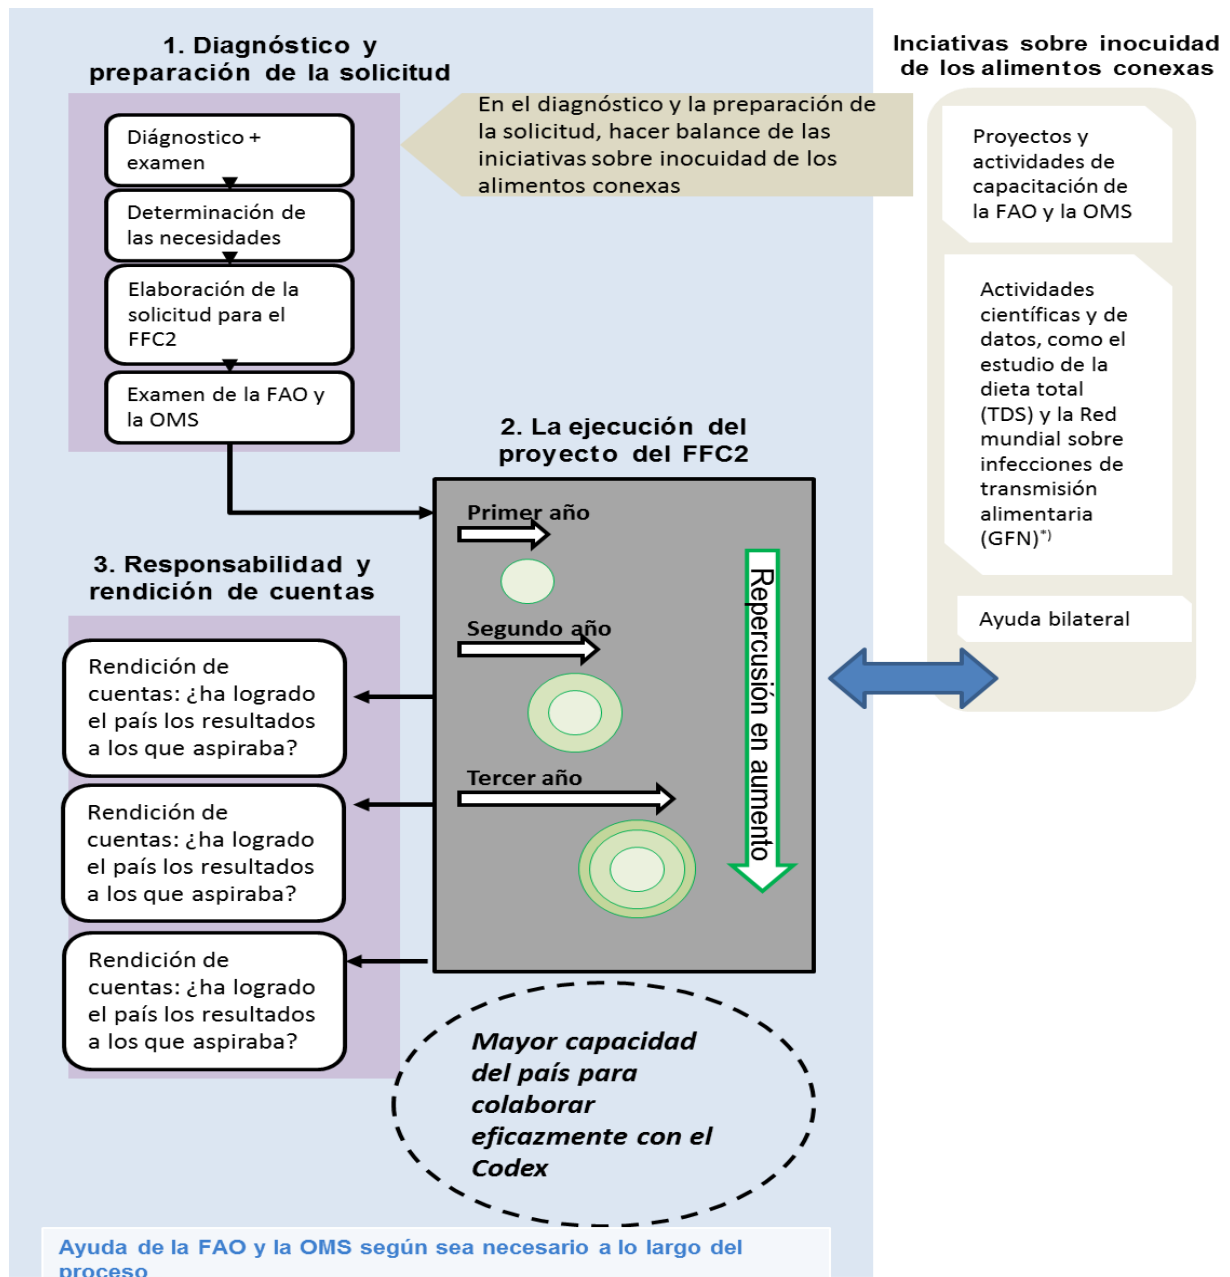 1. Diagnóstico y
preparación de la solicitud
Diágnostico +
examen
Determinación de
las necesidades
Elaboración de la
solicitud para el
FFC2
Examen de la FAO y
la OMS
En el diagnóstico y la preparación de
la solicitud, hacer balance de las
iniciativas sobre inocuidad de los
alimentos conexas
Inciativas sobre inocuidad
de los alimentos conexas
Proyectos y
actividades de
capacitación de
la FAO y la OMS
Actividades
científicas y de
datos, como el
estudio de la
dieta total
(TDS) y la Red
mundial sobre
infecciones de
transmisión
alimentaria
(GFN)*)
Ayuda bilateral
2. La ejecución del
proyecto del FFC2
Primer año
Segundo año
Tercer año
Repercusión en aumento
3. Responsabilidad y
rendición de cuentas
Rendición de
cuentas: ¿ha logrado
el país los resultados
a los que aspiraba?
Rendición de
cuentas: ¿ha logrado
el país los resultados
a los que aspiraba?
Rendición de
cuentas: ¿ha logrado
el país los resultados
a los que aspiraba?
Mayor capacidad
del país para
colaborar
eficazmente con el
Codex
Ayuda de la FAO y la OMS según sea necesario a lo largo del
proceso